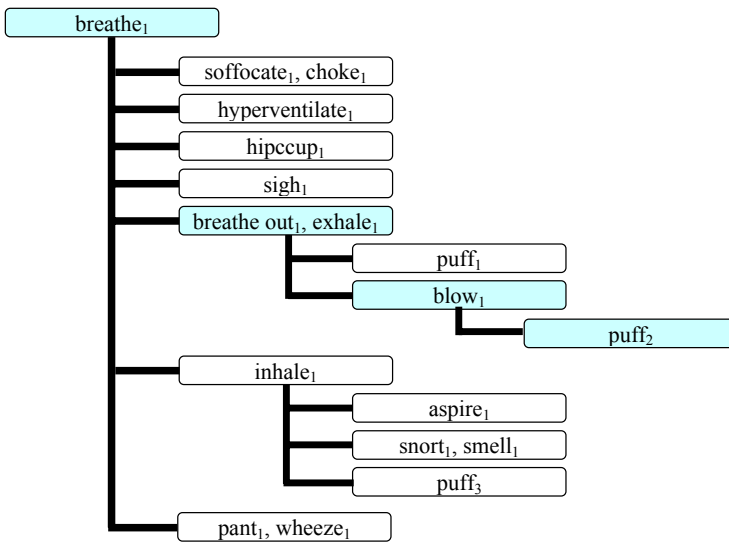 breathe₁
soffocate₁, choke₁
hyperventilate₁
hipccup₁
sigh₁
breathe out₁, exhale₁
puff₁
blow₁
puff₂
inhale₁
aspire₁
snort₁, smell₁
puff₃
pant₁, wheeze₁